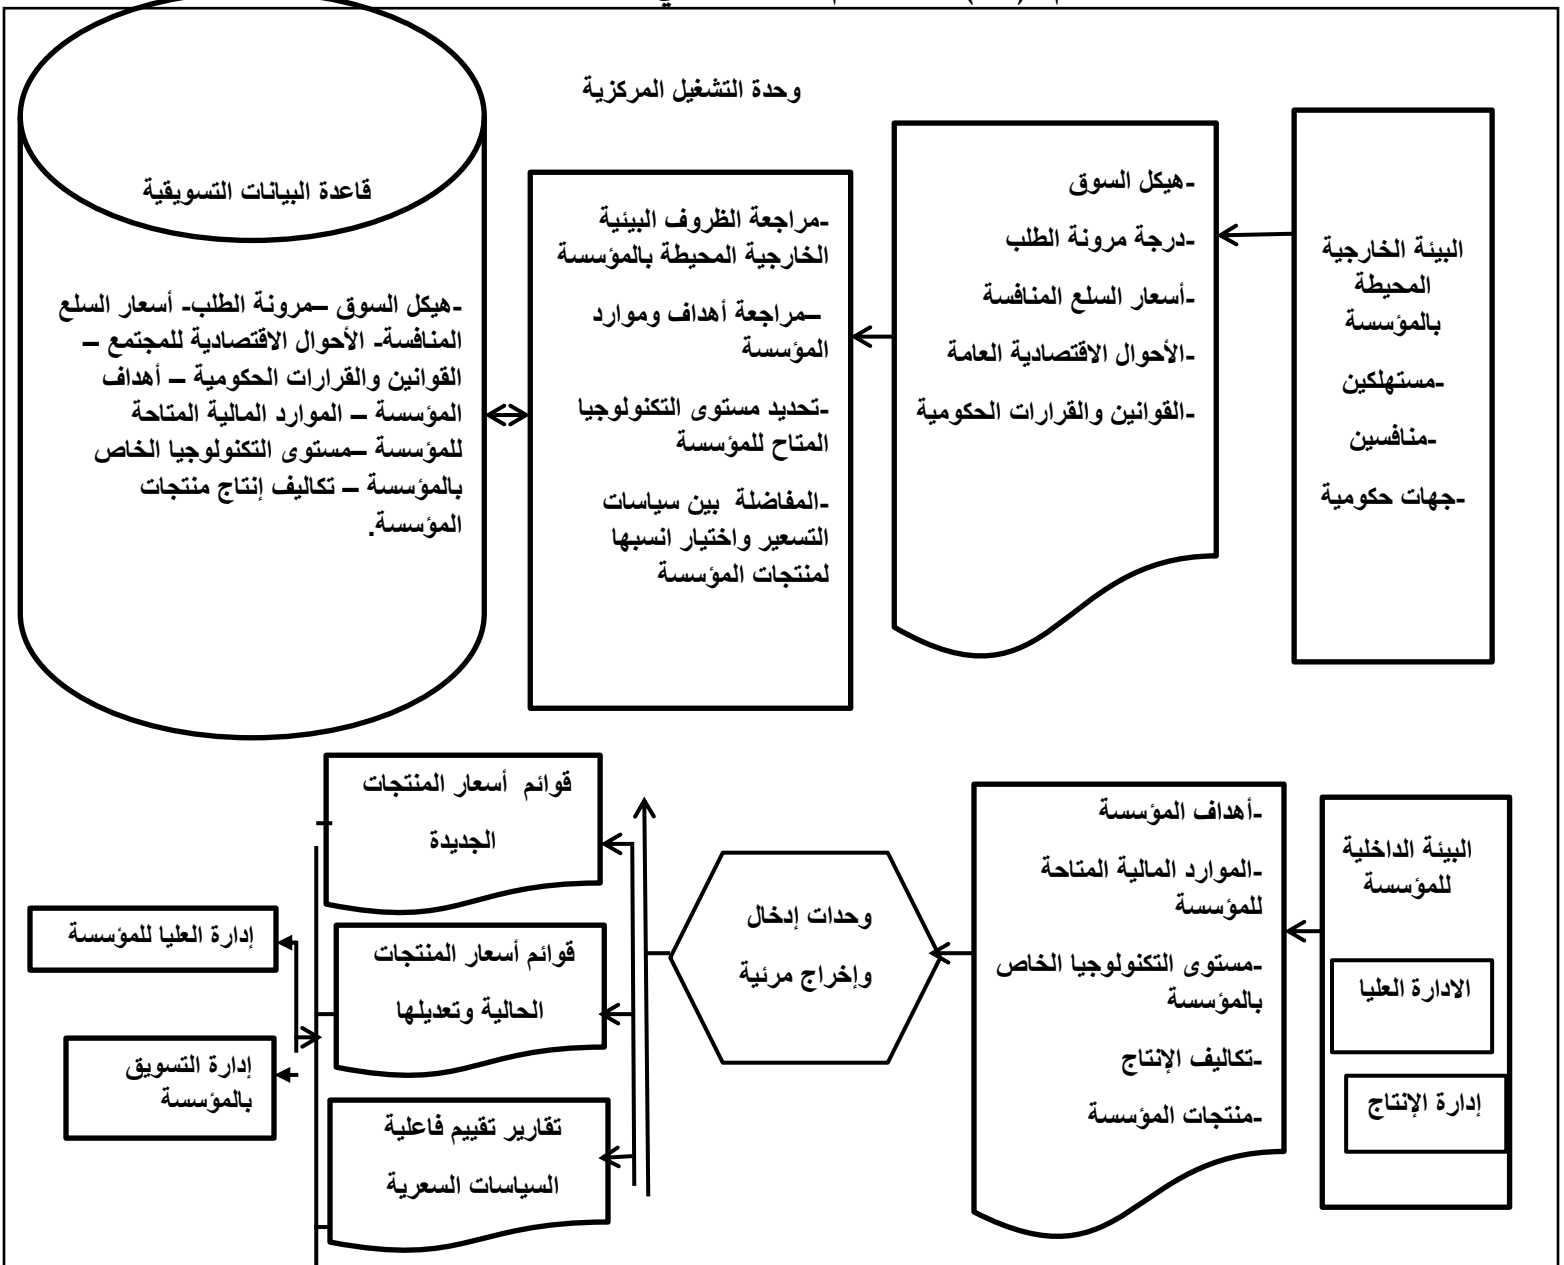 وحدة التشغيل المركزية
البيئة الخارجية
المحيطة
بالمؤسسة
-مستهلكين
-منافسين
-جهات حكومية
-هيكل السوق
-درجة مرونة الطلب
-أسعار السلع المنافسة
-الأحوال الاقتصادية العامة
-القوانين والقرارات الحكومية
-مراجعة الظروف البيئية
الخارجية المحيطة بالمؤسسة
–مراجعة أهداف وموارد
المؤسسة
-تحديد مستوى التكنولوجيا
المتاح للمؤسسة
-المفاضلة بين سياسات
التسعير واختيار انسبها
لمنتجات المؤسسة
قاعدة البيانات التسويقية
-هيكل السوق –مرونة الطلب- أسعار السلع
المنافسة- الأحوال الاقتصادية للمجتمع –
القوانين والقرارات الحكومية – أهداف
المؤسسة – الموارد المالية المتاحة
للمؤسسة –مستوى التكنولوجيا الخاص
بالمؤسسة – تكاليف إنتاج منتجات
المؤسسة.
البيئة الداخلية
للمؤسسة
الادارة العليا
إدارة الإنتاج
-أهداف المؤسسة
-الموارد المالية المتاحة
للمؤسسة
-مستوى التكنولوجيا الخاص
بالمؤسسة
-تكاليف الإنتاج
-منتجات المؤسسة
وحدات إدخال
وإخراج مرئية
قوائم أسعار المنتجات
الجديدة
قوائم أسعار المنتجات
الحالية وتعديلها
تقارير تقييم فاعلية
السياسات السعرية
إدارة العليا للمؤسسة
إدارة التسويق
بالمؤسسة